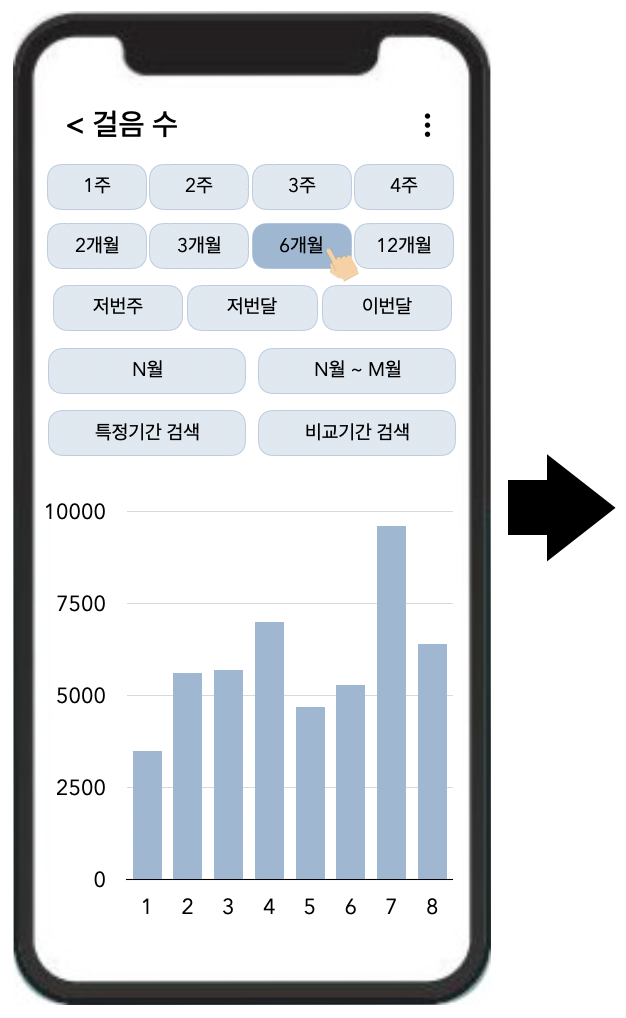 < 걸음 수
1주 2주 3주 4주
2개월 3개월 6개월 12개월
저번주 저번달 이번달
N월 N월 ~ M월
특정기간 검색 비교기간 검색
10000
7500
5000
2500
0
1 2 3 4 5 6 7 8